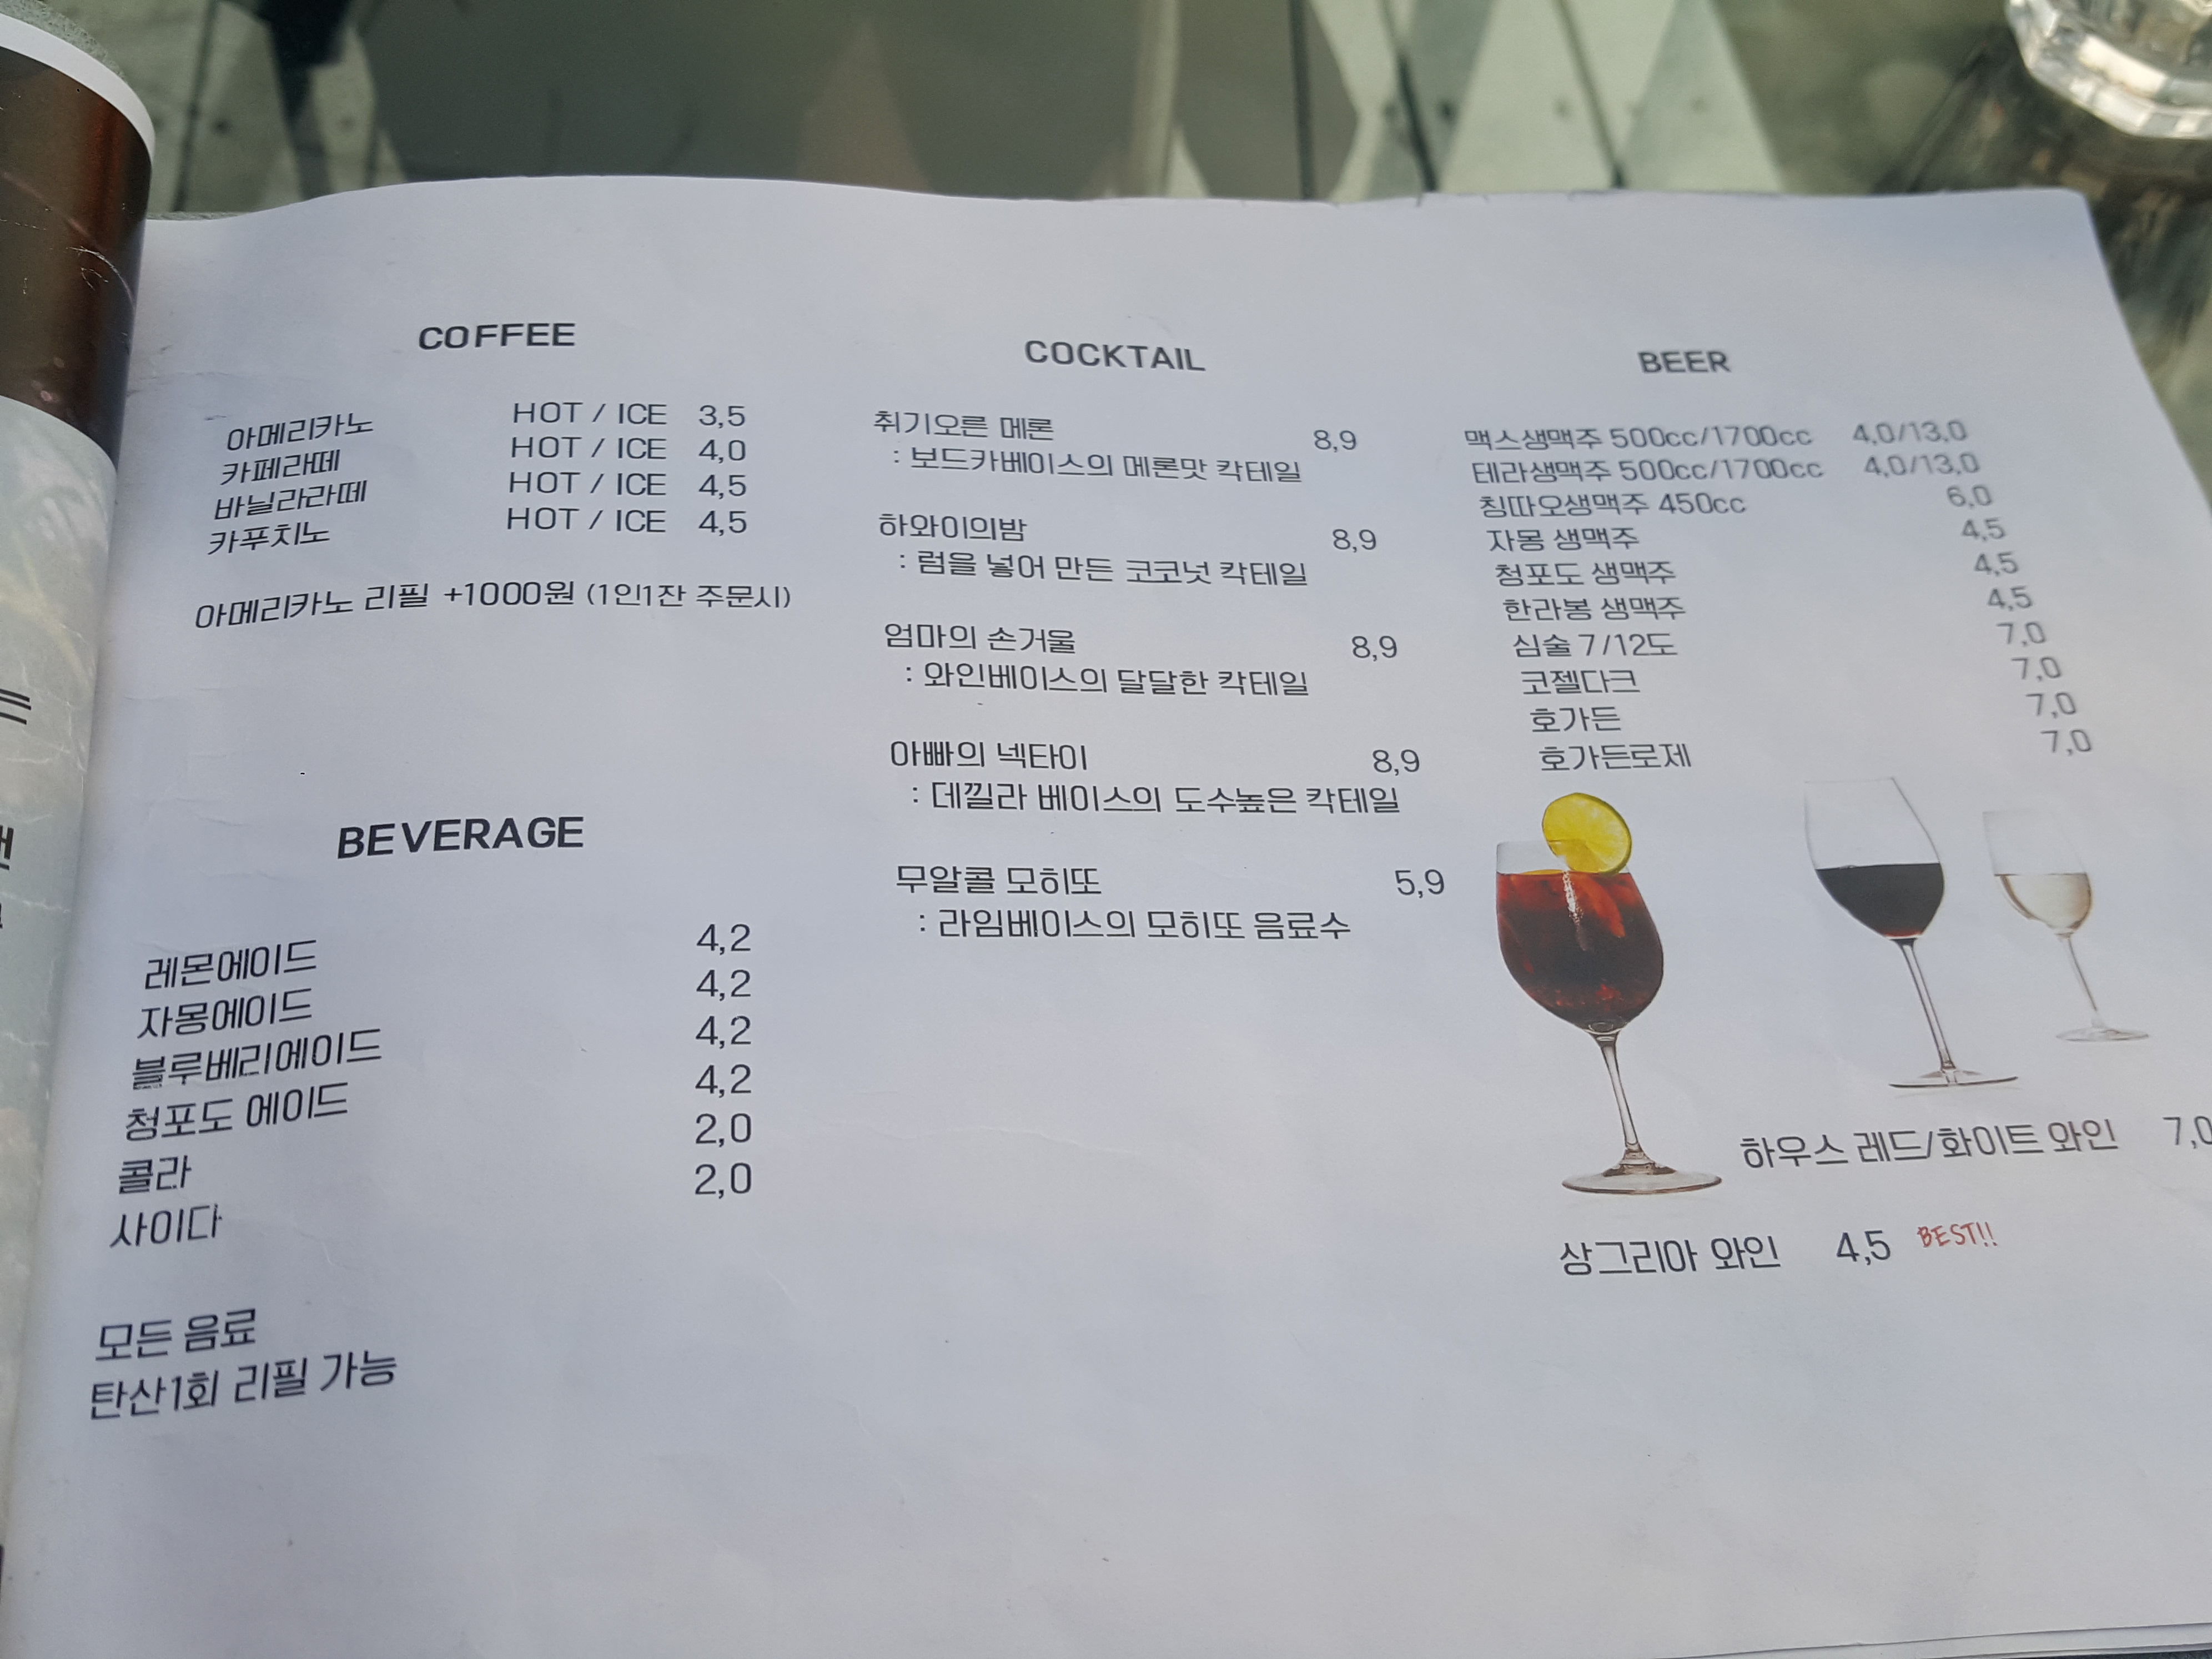 COFFEE
아메리카노 HOT / ICE 3,5
카페라떼 HOT / ICE 4,0
바닐라라떼 HOT / ICE 4,5
카푸치노 HOT / ICE 4,5
아메리카노 리필 +1000원 (1인1잔 주문시)
BEVERAGE
레몬에이드 4,2
자몽에이드 4,2
블루베리에이드 4,2
청포도 에이드 4,2
콜라 2,0
사이다 2,0
모든 음료
탄산1회 리필 가능
COCKTAIL
취기오른 메론 8,9
: 보드카베이스의 메론맛 칵테일
하와이의밤 8,9
: 럼을 넣어 만든 코코넛 칵테일
엄마의 손거울 8,9
: 와인베이스의 달달한 칵테일
아빠의 넥타이 8,9
: 데낄라 베이스의 도수높은 칵테일
무알콜 모히또 5,9
: 라임베이스의 모히또 음료수
BEER
맥스생맥주 500cc/1700cc 4,0/13,0
테라생맥주 500cc/1700cc 4,0/13,0
칭따오생맥주 450cc 6,0
자몽 생맥주 4,5
청포도 생맥주 4,5
한라봉 생맥주 4,5
심술 7/12도 7,0
코젤다크 7,0
호가든 7,0
호가든로제 7,0
하우스 레드/화이트 와인 7,0
상그리아 와인 4,5 BEST!!